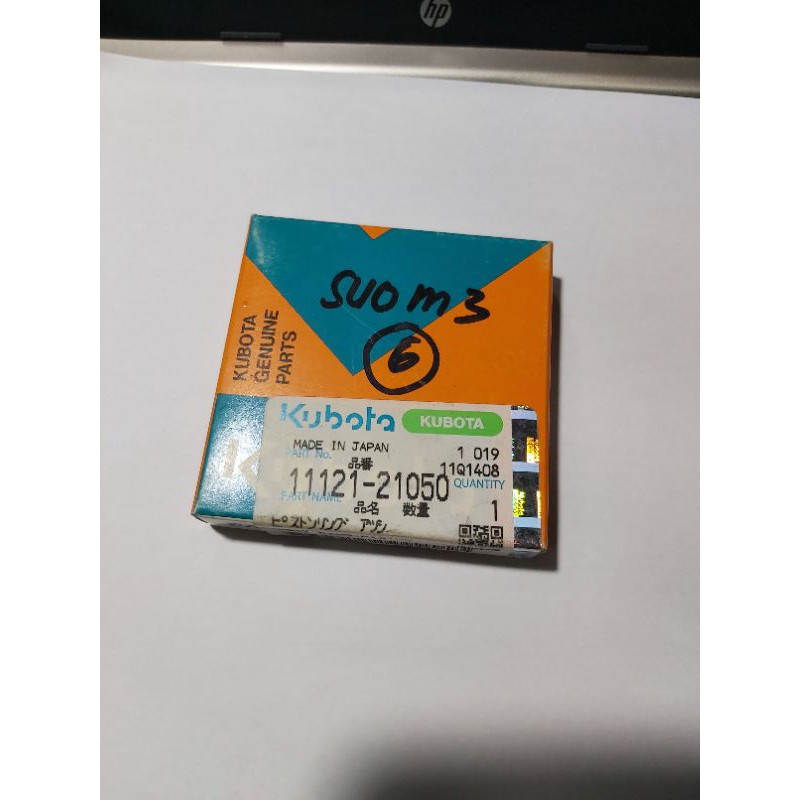 hp
SUO M3
6
KUBOTA
GENUINE
PARTS
Kubota KUBOTA
MADE IN JAPAN 1 019
PART No. 品番 11Q1408
11121-21050 QUANTITY
PART NAME 品名 数量 1
ピストンリング アツシ